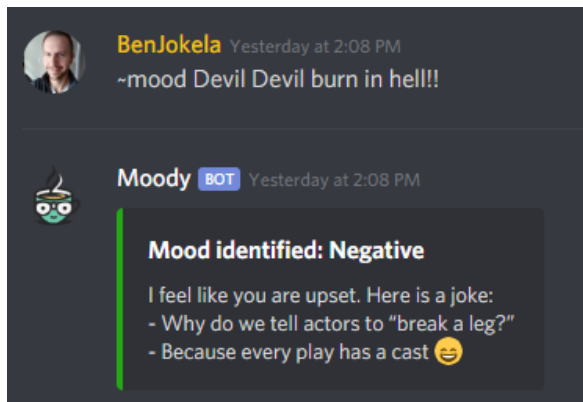 BenJokela Yesterday at 2:08 PM
~mood Devil Devil burn in hell!!
Moody BOT Yesterday at 2:08 PM
Mood identified: Negative
I feel like you are upset. Here is a joke:
- Why do we tell actors to “break a leg?”
- Because every play has a cast 😄